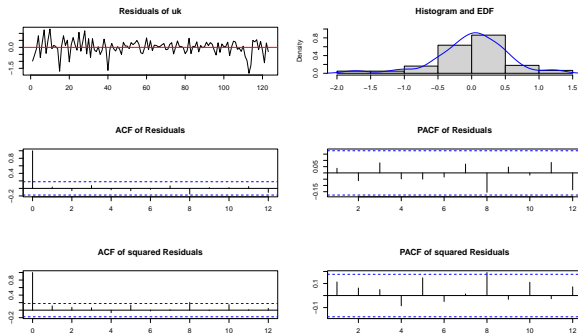 Residuals of uk
0.0
−1.5
0 20 40 60 80 100 120
Histogram and EDF
Density
0.8
0.4
0.0
−2.0 −1.5 −1.0 −0.5 0.0 0.5 1.0 1.5
ACF of Residuals
0.8
0.4
−0.2
0 2 4 6 8 10 12
PACF of Residuals
0.05
−0.15
2 4 6 8 10 12
ACF of squared Residuals
0.8
0.4
−0.2
0 2 4 6 8 10 12
PACF of squared Residuals
0.1
−0.1
2 4 6 8 10 12